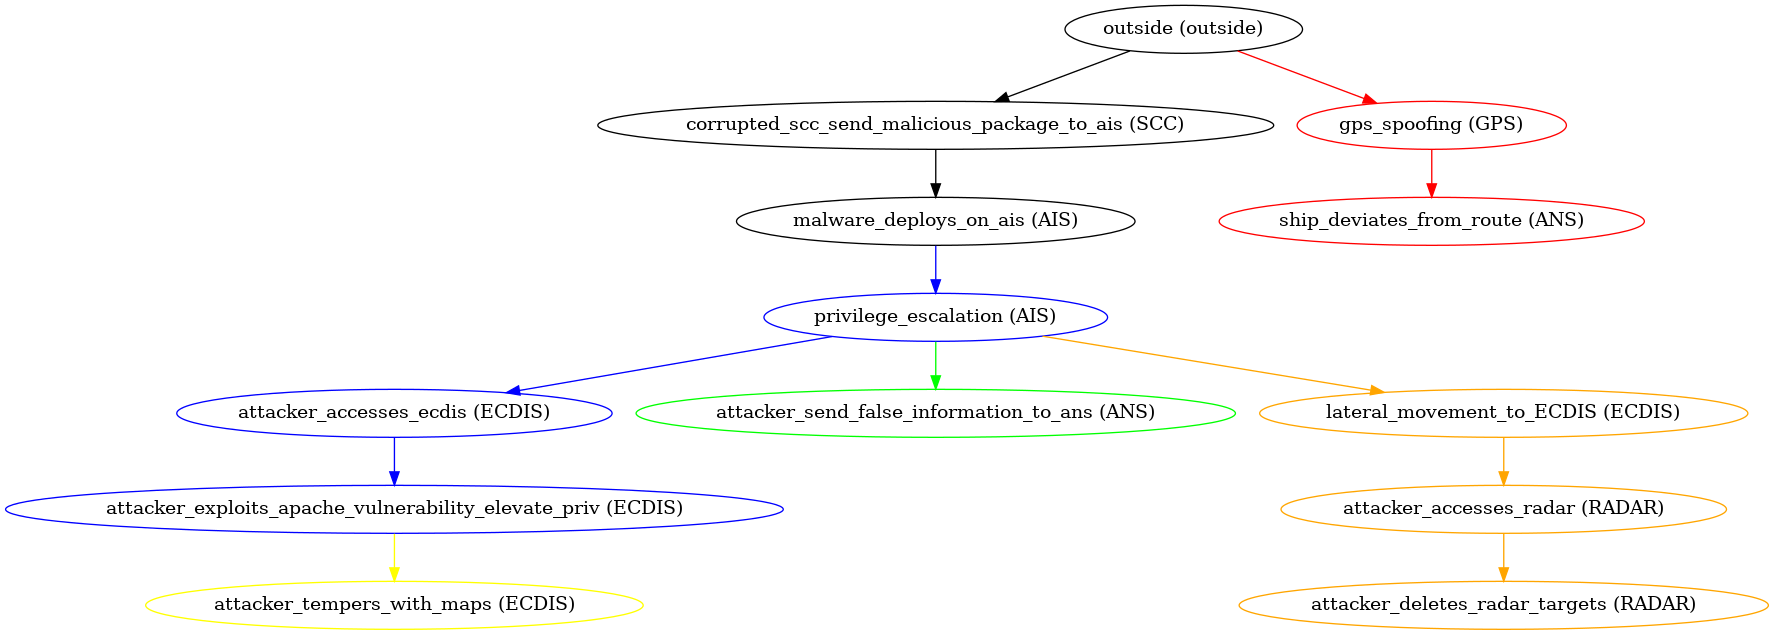 outside (outside)
corrupted_scc_send_malicious_package_to_ais (SCC)
gps_spoofing (GPS)
malware_deploys_on_ais (AIS)
ship_deviates_from_route (ANS)
privilege_escalation (AIS)
attacker_accesses_ecdis (ECDIS)
attacker_send_false_information_to_ans (ANS)
lateral_movement_to_ECDIS (ECDIS)
attacker_exploits_apache_vulnerability_elevate_priv (ECDIS)
attacker_accesses_radar (RADAR)
attacker_tempers_with_maps (ECDIS)
attacker_deletes_radar_targets (RADAR)